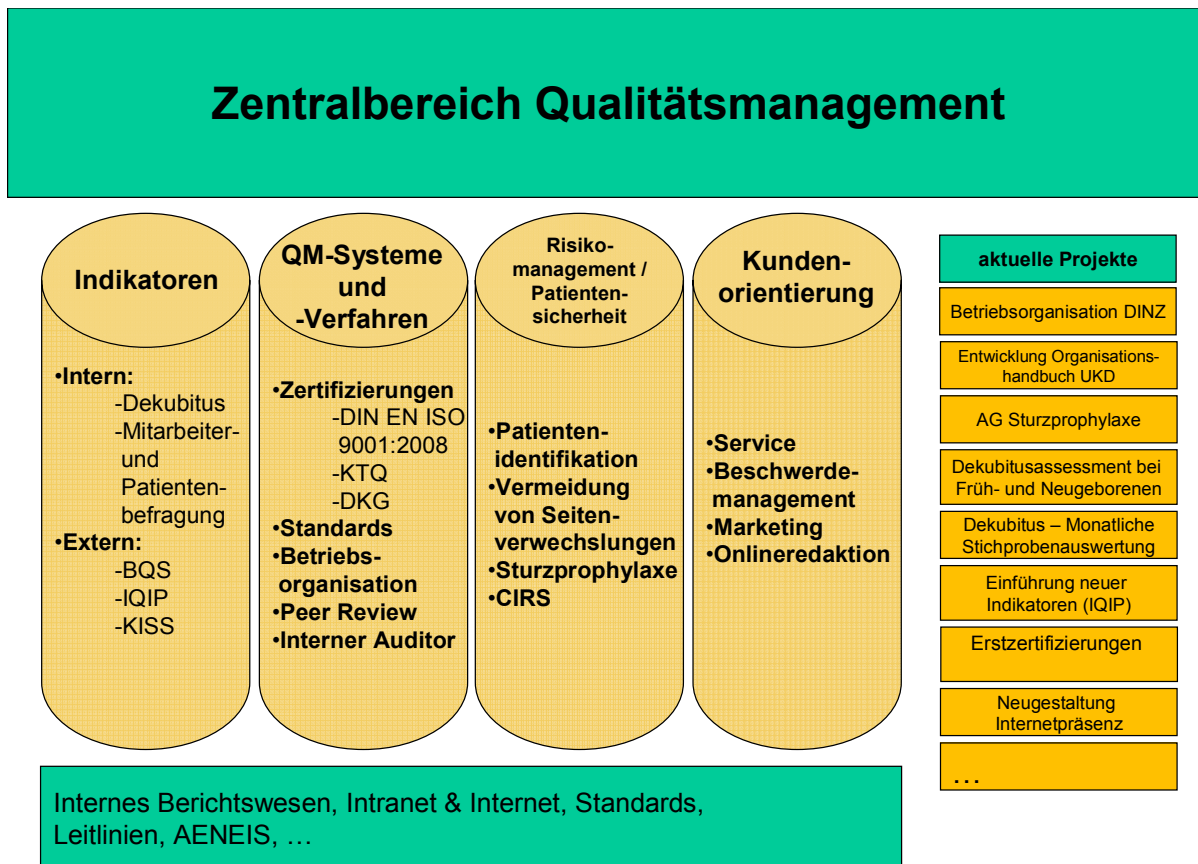 Zentralbereich Qualitätsmanagement
Indikatoren
•Intern:
-Dekubitus
-Mitarbeiter-
und
Patienten-
befragung
•Extern:
-BQS
-IQIP
-KISS
QM-Systeme
und
-Verfahren
•Zertifizierungen
-DIN EN ISO
9001:2008
-KTQ
-DKG
•Standards
•Betriebs-
organisation
•Peer Review
•Interner Auditor
Risiko-
management /
Patienten-
sicherheit
•Patienten-
identifikation
•Vermeidung
von Seiten-
verwechslungen
•Sturzprophylaxe
•CIRS
Kunden-
orientierung
•Service
•Beschwerde-
management
•Marketing
•Onlineredaktion
aktuelle Projekte
Betriebsorganisation DINZ
Entwicklung Organisations-
handbuch UKD
AG Sturzprophylaxe
Dekubitusassessment bei
Früh- und Neugeborenen
Dekubitus – Monatliche
Stichprobenauswertung
Einführung neuer
Indikatoren (IQIP)
Erstzertifizierungen
Neugestaltung
Internetpräsenz
...
Internes Berichtswesen, Intranet & Internet, Standards,
Leitlinien, AENEIS, …